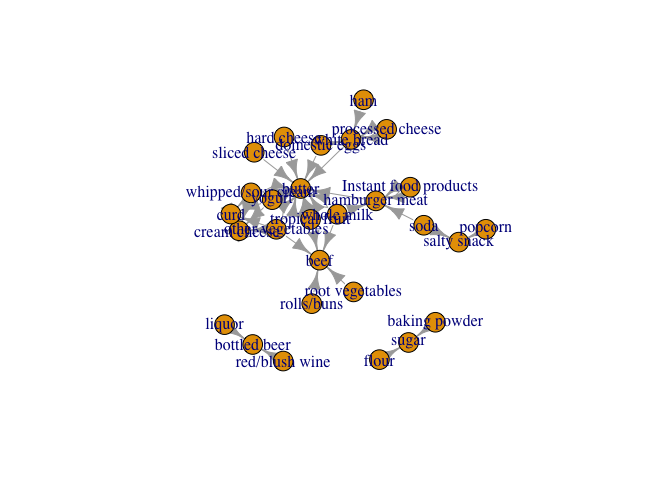 ham
processed cheese
white bread
hard cheese
domestic eggs
sliced cheese
butter
Instant food products
whipped/sour cream
yogurt
hamburger meat
curd
tropical fruit
whole milk
other vegetables
cream cheese
soda
popcorn
salty snack
beef
root vegetables
rolls/buns
liquor
baking powder
bottled beer
sugar
red/blush wine
flour